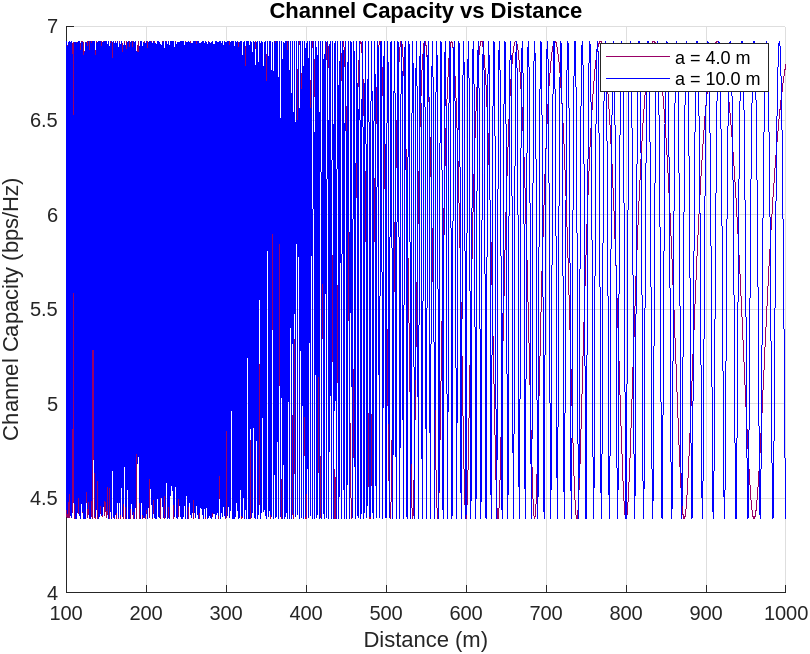 Channel Capacity vs Distance
7
6.5
6
5.5
5
4.5
4
Channel Capacity (bps/Hz)
a = 4.0 m
a = 10.0 m
100 200 300 400 500 600 700 800 900 1000
Distance (m)